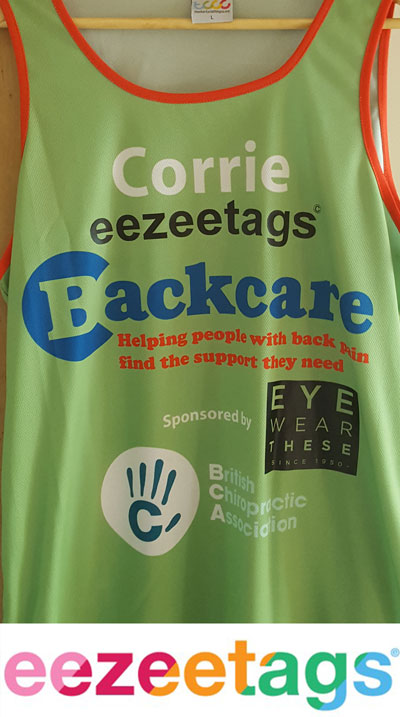 L
Corrie
eezeetags©
Backcare
Helping people with back pain
find the support they need
Sponsored by
EYE
WEAR
THESE
SINCE 1950
C
British
Chiropractic
Association
eezeetags®